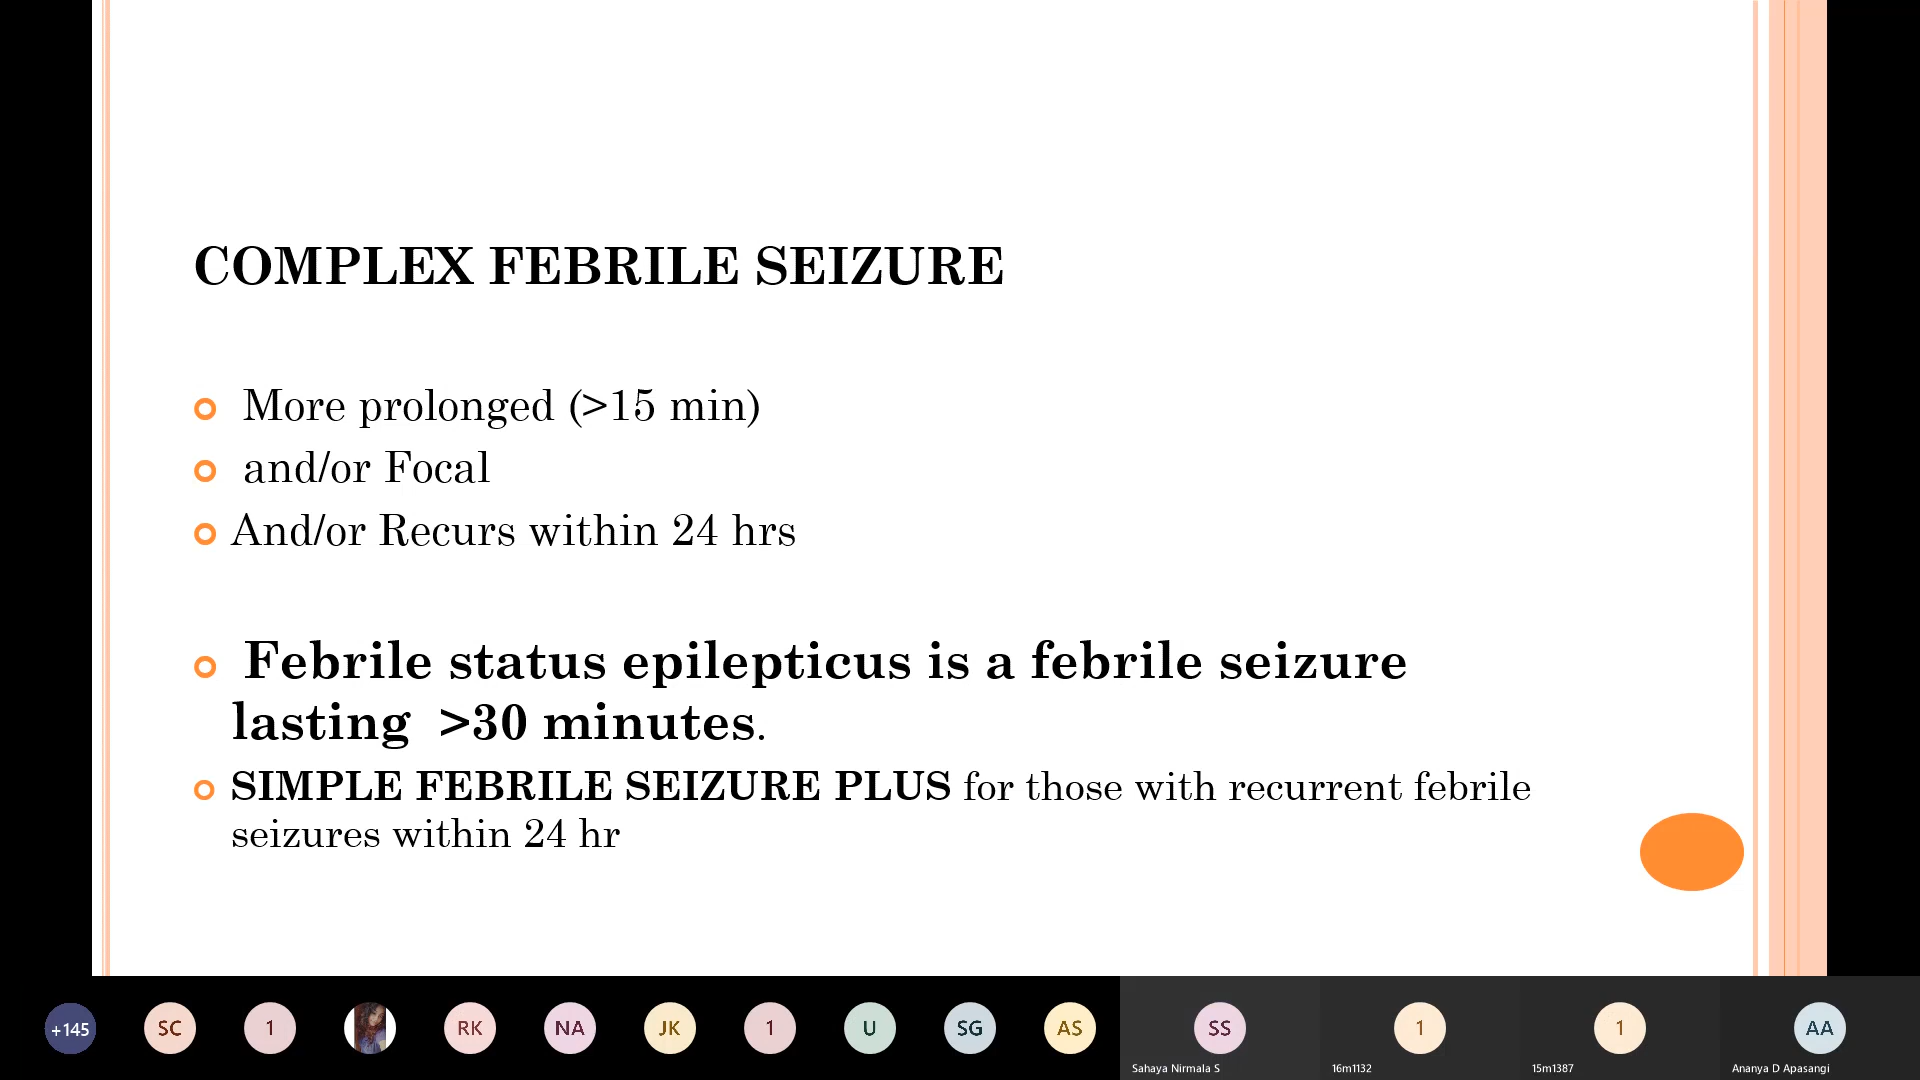 COMPLEX FEBRILE SEIZURE
More prolonged (>15 min)
and/or Focal
And/or Recurs within 24 hrs
Febrile status epilepticus is a febrile seizure
lasting >30 minutes.
SIMPLE FEBRILE SEIZURE PLUS for those with recurrent febrile
seizures within 24 hr
+145 SC 1 RK NA JK 1 U SG AS SS 1 1 AA
Sahaya Nirmala S 16m1132 15m1387 Ananya D Apasangi